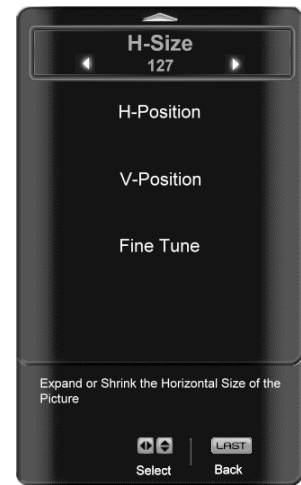 H-Size
127
H-Position
V-Position
Fine Tune
Expand or Shrink the Horizontal Size of the
Picture
LAST
Select
Back